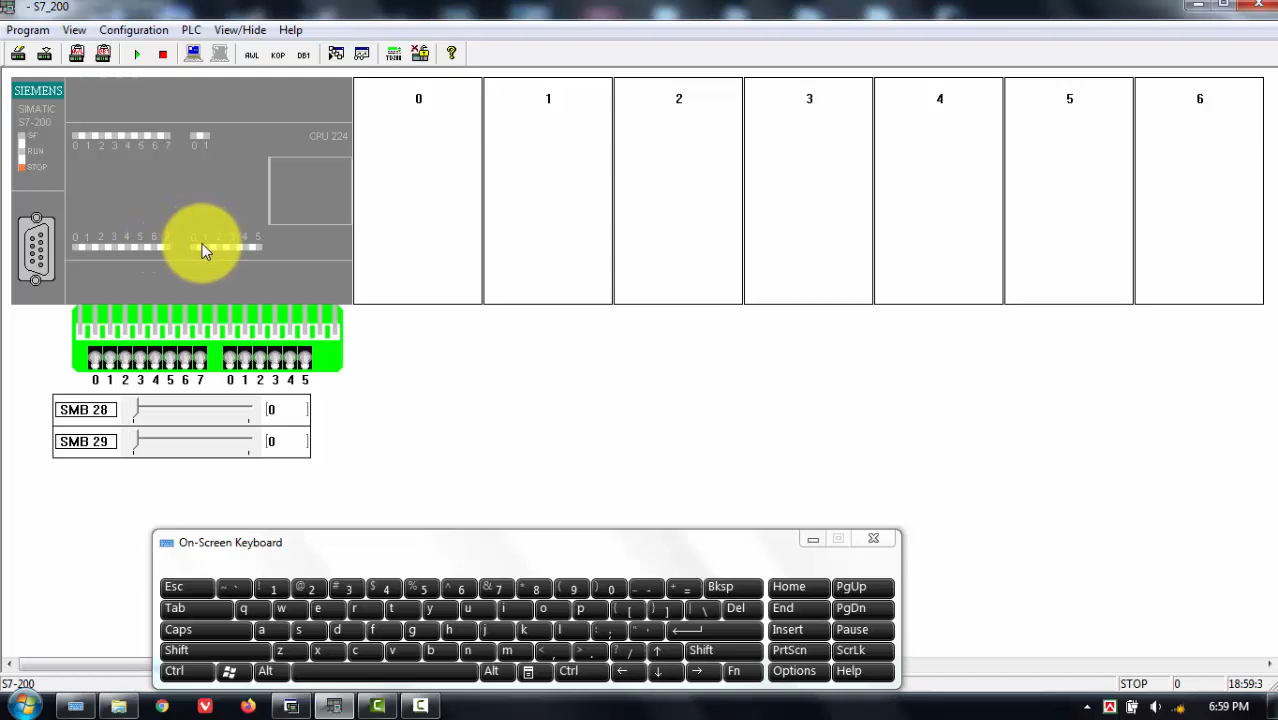 - S7_200
Program View Configuration PLC View/Hide Help
AWL KOP DB1 TD200
SIEMENS
SIMATIC
S7-200
SF
RUN
STOP
0 1 2 3 4 5 6 7 0 1
CPU 224
0 1 2 3 4 5 6 0 1 2 3 4 5
0 1 2 3 4 5 6
0 1 2 3 4 5 6 7 0 1 2 3 4 5
SMB 28 [0 ]
SMB 29 [0 ]
On-Screen Keyboard
Esc ~ ` ! 1 @ 2 # 3 $ 4 % 5 ^ 6 & 7 * 8 ( 9 ) 0 _ - + = Bksp Home PgUp
Tab q w e r t y u i o p { [ } ] | \ Del End PgDn
Caps a s d f g h j k l : ; " ' Insert Pause
Shift z x c v b n m < , > . ? / ↑ Shift PrtScn ScrLk
Ctrl Alt Alt Ctrl ← ↓ → Fn Options Help
S7-200 STOP 0 18:59:3
6:59 PM